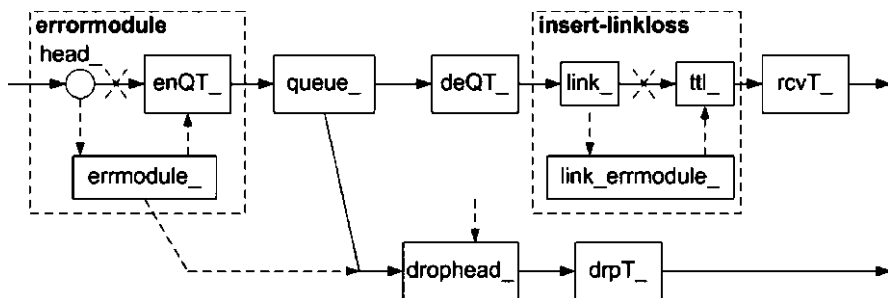 errormodule
insert-linkloss
head_
enQT_
queue_
deQT_
link_
ttl_
rcvT_
errmodule_
link_errmodule_
drophead_
drpT_